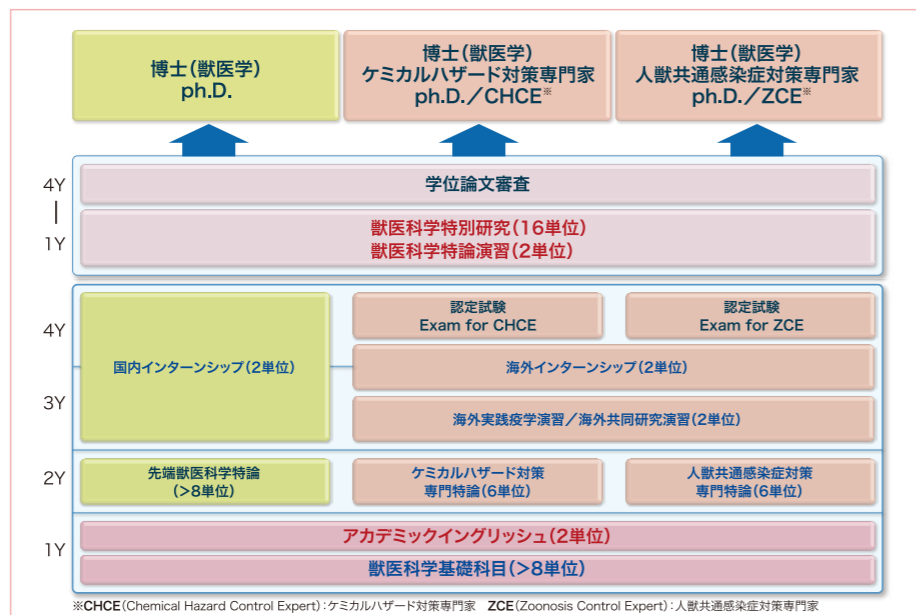 博士（獣医学）
ph.D.
博士（獣医学）
ケミカルハザード対策専門家
ph.D.／CHCE※
博士（獣医学）
人獣共通感染症対策専門家
ph.D.／ZCE※
4Y
学位論文審査
1Y
獣医科学特別研究（16単位）
獣医科学特論演習（2単位）
4Y
認定試験
Exam for CHCE
認定試験
Exam for ZCE
国内インターンシップ（2単位）
海外インターンシップ（2単位）
3Y
海外実践疫学演習／海外共同研究演習（2単位）
2Y
先端獣医科学特論
（>8単位）
ケミカルハザード対策
専門特論（6単位）
人獣共通感染症対策
専門特論（6単位）
1Y
アカデミックイングリッシュ（2単位）
獣医科学基礎科目（>8単位）
※CHCE（Chemical Hazard Control Expert）：ケミカルハザード対策専門家　ZCE（Zoonosis Control Expert）：人獣共通感染症対策専門家